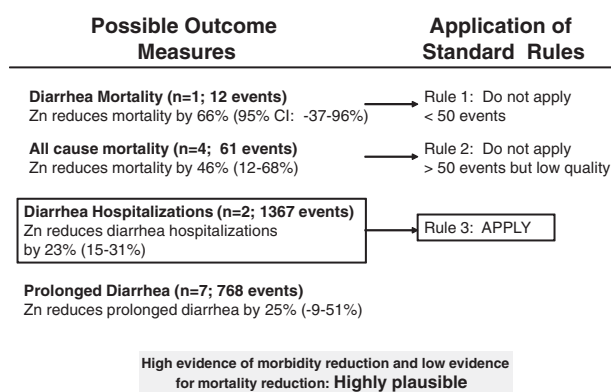 Possible Outcome
Measures
Application of
Standard Rules
Diarrhea Mortality (n=1; 12 events)
Zn reduces mortality by 66% (95% CI: -37-96%)
Rule 1: Do not apply
< 50 events
All cause mortality (n=4; 61 events)
Zn reduces mortality by 46% (12-68%)
Rule 2: Do not apply
> 50 events but low quality
Diarrhea Hospitalizations (n=2; 1367 events)
Zn reduces diarrhea hospitalizations
by 23% (15-31%)
Rule 3: APPLY
Prolonged Diarrhea (n=7; 768 events)
Zn reduces prolonged diarrhea by 25% (-9-51%)
High evidence of morbidity reduction and low evidence
for mortality reduction: Highly plausible